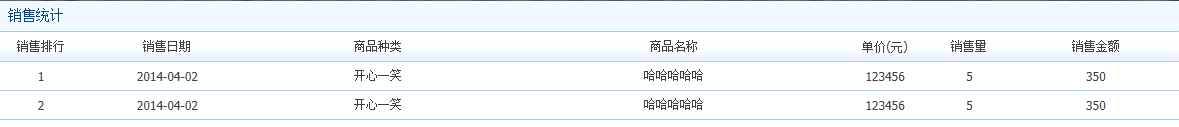 销售统计
销售排行 销售日期 商品种类 商品名称 单价(元) 销售量 销售金额
1 2014-04-02 开心一笑 哈哈哈哈哈 123456 5 350
2 2014-04-02 开心一笑 哈哈哈哈哈 123456 5 350